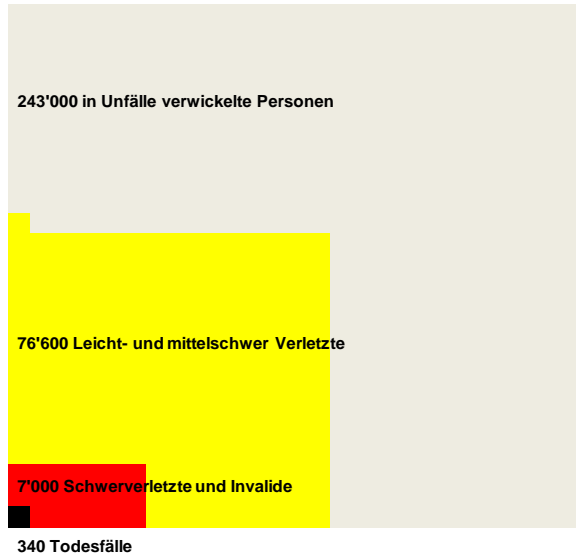 243'000 in Unfälle verwickelte Personen
76'600 Leicht- und mittelschwer Verletzte
7'000 Schwerverletzte und Invalide
340 Todesfälle